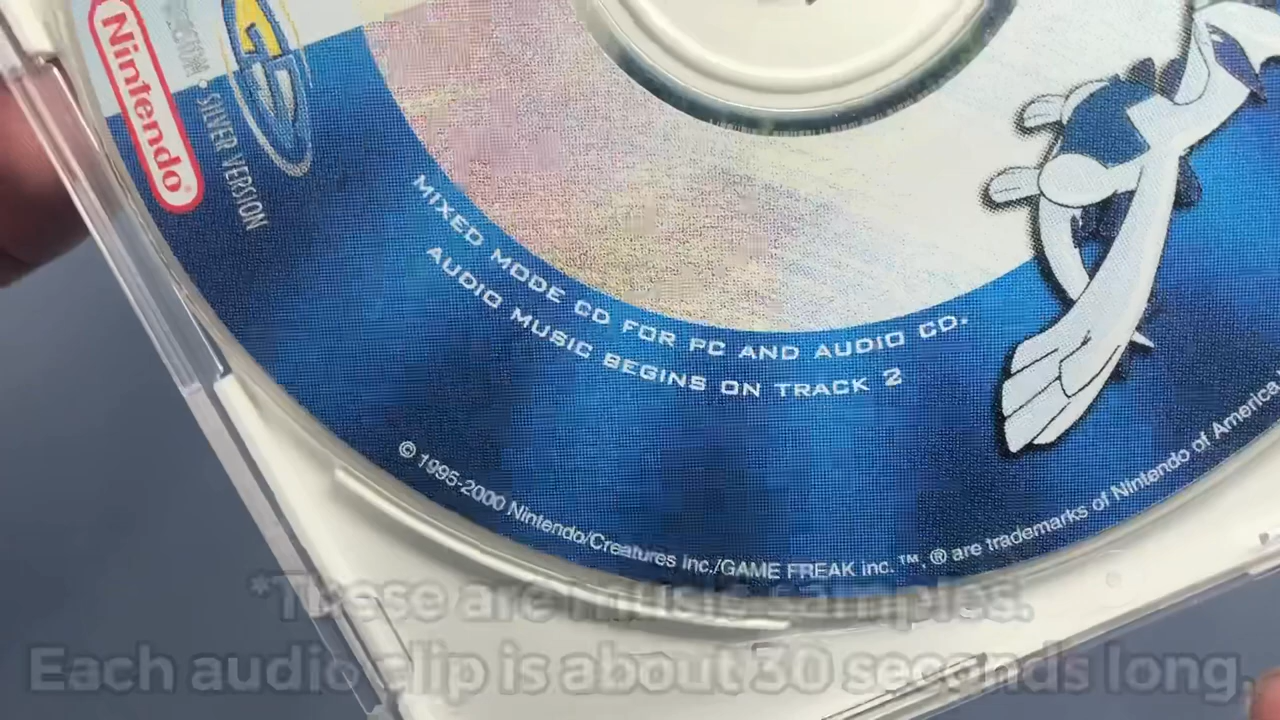 Nintendo®
SILVER VERSION
MIXED MODE CD FOR PC AND AUDIO CD.
AUDIO MUSIC BEGINS ON TRACK 2
© 1995-2000 Nintendo/Creatures inc./GAME FREAK inc. ™, ® are trademarks of Nintendo of America
*These are music samples.
Each audio clip is about 30 seconds long.